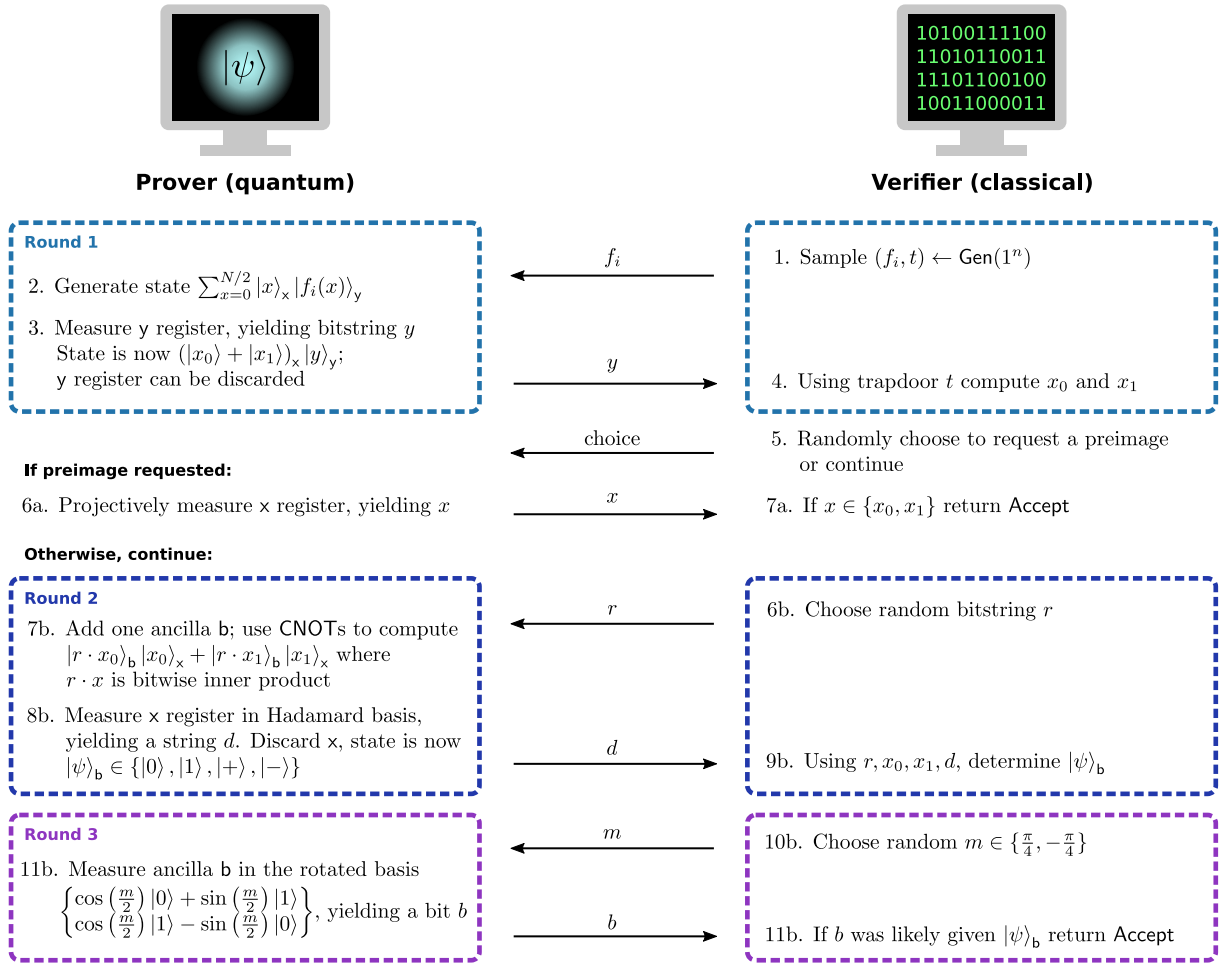 |ψ⟩
10100111100
11010110011
11101100100
10011000011
Prover (quantum)
Verifier (classical)
Round 1
f_i
1. Sample (f_i, t) ← Gen(1^n)
2. Generate state ∑_{x=0}^{N/2} |x⟩_x |f_i(x)⟩_y
3. Measure y register, yielding bitstring y
State is now (|x_0⟩ + |x_1⟩)_x |y⟩_y;
y register can be discarded
y
4. Using trapdoor t compute x_0 and x_1
choice
5. Randomly choose to request a preimage
or continue
If preimage requested:
6a. Projectively measure x register, yielding x
x
7a. If x ∈ {x_0, x_1} return Accept
Otherwise, continue:
Round 2
r
6b. Choose random bitstring r
7b. Add one ancilla b; use CNOTs to compute
|r · x_0⟩_b |x_0⟩_x + |r · x_1⟩_b |x_1⟩_x where
r · x is bitwise inner product
8b. Measure x register in Hadamard basis,
yielding a string d. Discard x, state is now
|ψ⟩_b ∈ {|0⟩, |1⟩, |+⟩, |−⟩}
d
9b. Using r, x_0, x_1, d, determine |ψ⟩_b
Round 3
m
10b. Choose random m ∈ {π/4, −π/4}
11b. Measure ancilla b in the rotated basis
{cos(m/2)|0⟩ + sin(m/2)|1⟩
cos(m/2)|1⟩ − sin(m/2)|0⟩}, yielding a bit b
b
11b. If b was likely given |ψ⟩_b return Accept